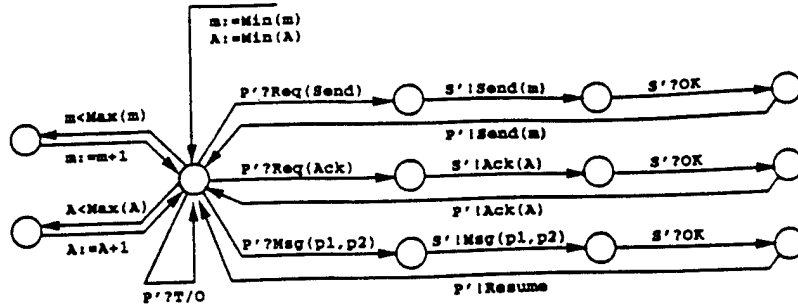 m:=Min(m)
A:=Min(A)
P'?Req(Send)
S'!Send(m)
S'?OK
m<Max(m)
P'!Send(m)
m:=m+1
P'?Req(Ack)
S'!Ack(A)
S'?OK
A<Max(A)
P'!Ack(A)
A:=A+1
P'?Msg(p1,p2)
S'!Msg(p1,p2)
S'?OK
P'?T/O
P'!Resume